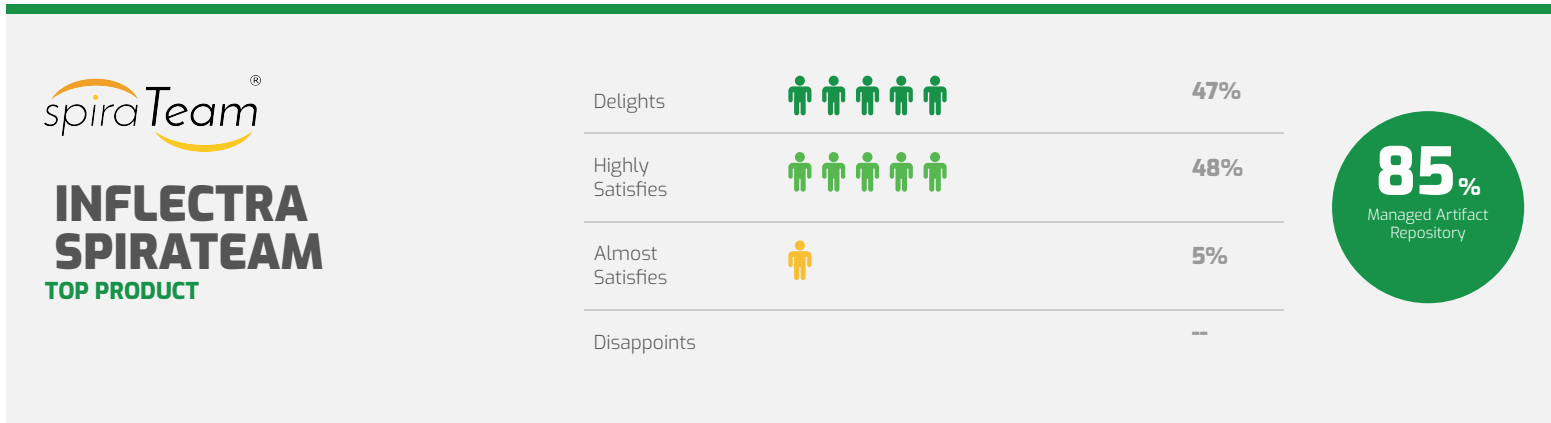 spiraTeam®
INFLECTRA
SPIRATEAM
TOP PRODUCT
Delights 47%
Highly
Satisfies 48%
Almost
Satisfies 5%
Disappoints --
85%
Managed Artifact
Repository